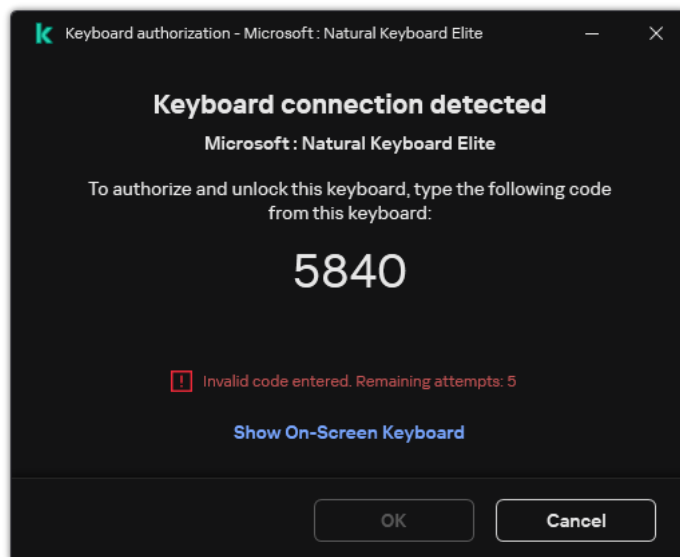 Keyboard authorization - Microsoft : Natural Keyboard Elite
Keyboard connection detected
Microsoft : Natural Keyboard Elite
To authorize and unlock this keyboard, type the following code
from this keyboard:
5840
Invalid code entered. Remaining attempts: 5
Show On-Screen Keyboard
OK
Cancel